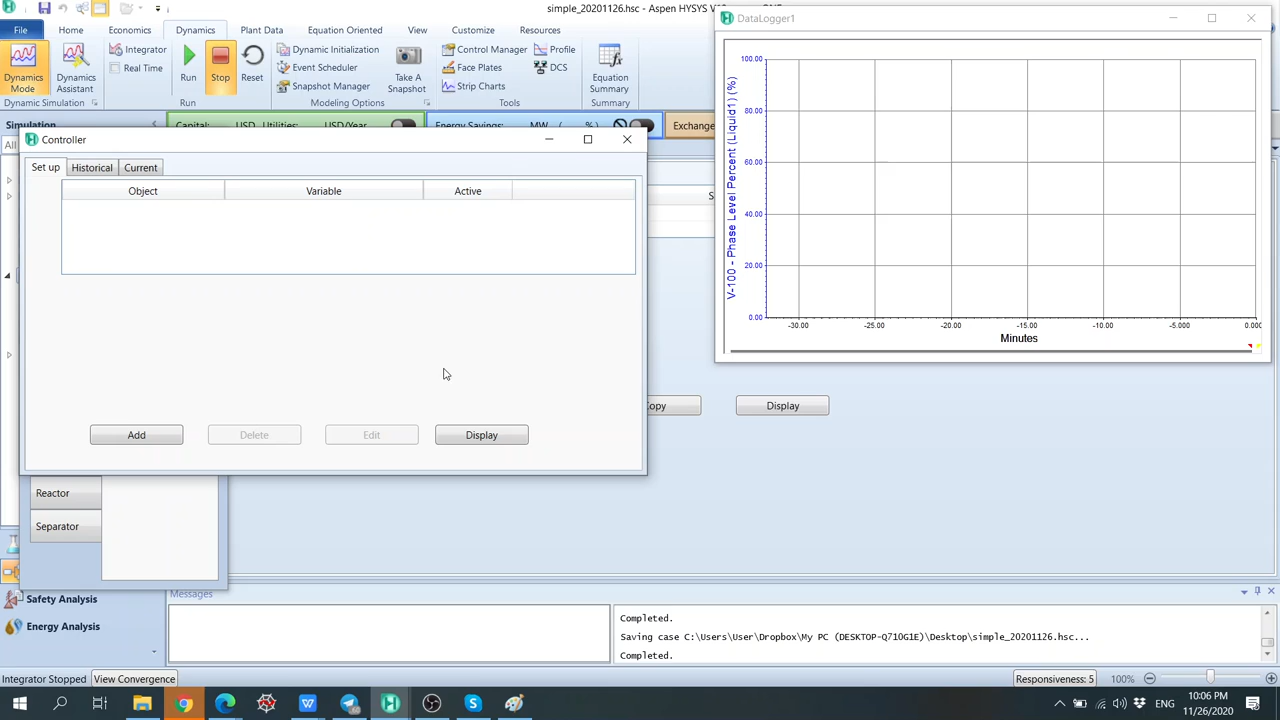 simple_20201126.hsc - Aspen HYSYS V
ONE
File
Home
Economics
Dynamics
Plant Data
Equation Oriented
View
Customize
Resources
Dynamics Mode
Dynamics Assistant
Integrator
Real Time
Run
Stop
Reset
Dynamic Initialization
Event Scheduler
Snapshot Manager
Take A Snapshot
Control Manager
Face Plates
Strip Charts
Profile
DCS
Equation Summary
Dynamic Simulation
Run
Modeling Options
Tools
Summary
Simulation
Capital:
USD
Utilities:
USD/Year
Energy Savings:
MW
( %)
Exchange
All
DataLogger1
V-100 - Phase Level Percent (Liquid1) (%)
100.00
80.00
60.00
40.00
20.00
0.00
-30.00
-25.00
-20.00
-15.00
-10.00
-5.000
0.000
Minutes
Controller
Set up
Historical
Current
Object
Variable
Active
S
Add
Delete
Edit
Display
Copy
Display
Reactor
Separator
Safety Analysis
Energy Analysis
Messages
Completed.
Saving case C:\Users\User\Dropbox\My PC (DESKTOP-Q710G1E)\Desktop\simple_20201126.hsc...
Completed.
Integrator Stopped
View Convergence
Responsiveness: 5
100%
ENG
10:06 PM
11/26/2020